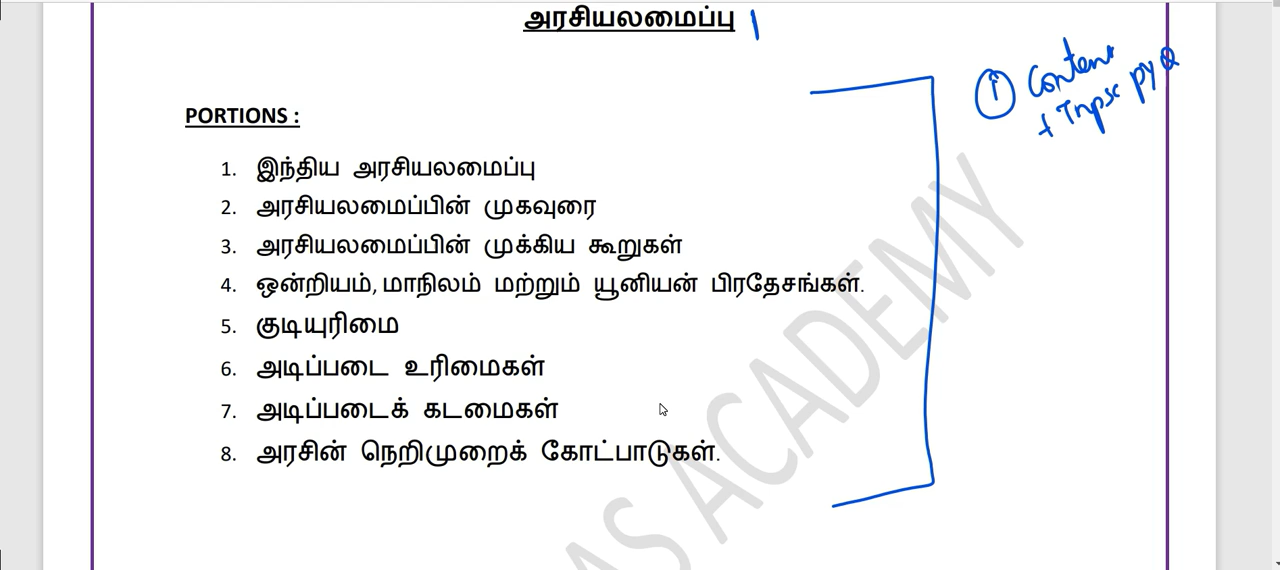 அரசியலமைப்பு 1
① Content
+ Tnpsc pyQ
PORTIONS :
1. இந்திய அரசியலமைப்பு
2. அரசியலமைப்பின் முகவுரை
3. அரசியலமைப்பின் முக்கிய கூறுகள்
4. ஒன்றியம், மாநிலம் மற்றும் யூனியன் பிரதேசங்கள்.
5. குடியுரிமை
6. அடிப்படை உரிமைகள்
7. அடிப்படைக் கடமைகள்
8. அரசின் நெறிமுறைக் கோட்பாடுகள்.
AS ACADEMY